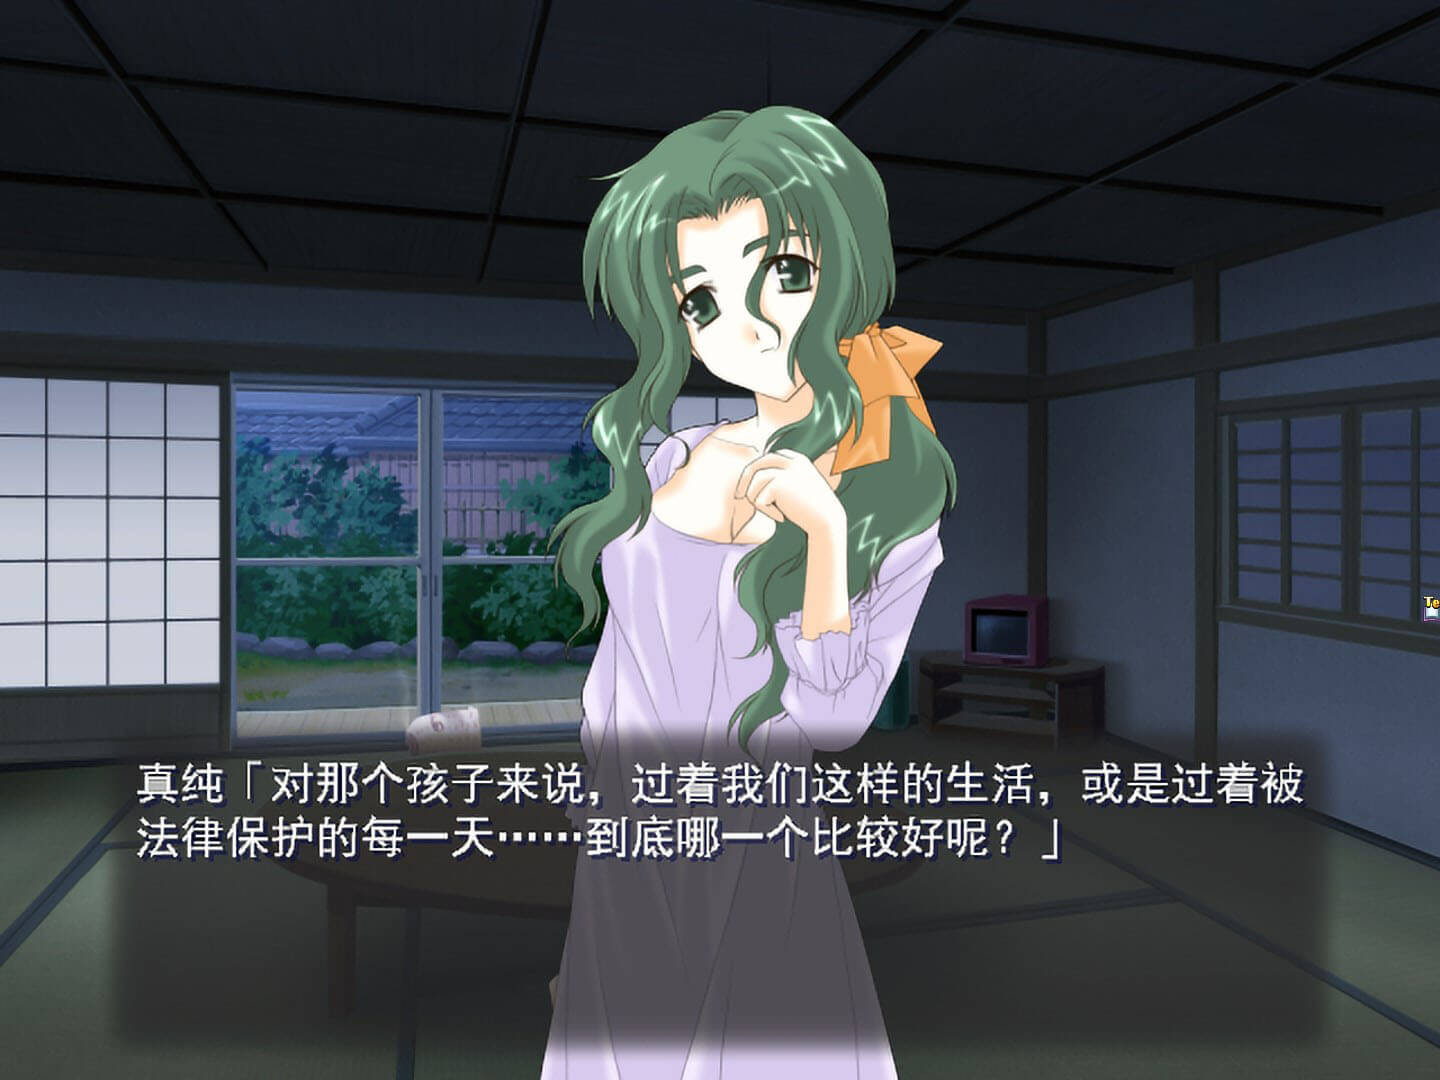 真纯「对那个孩子来说，过着我们这样的生活，或是过着被
法律保护的每一天……到底哪一个比较好呢？」
Te